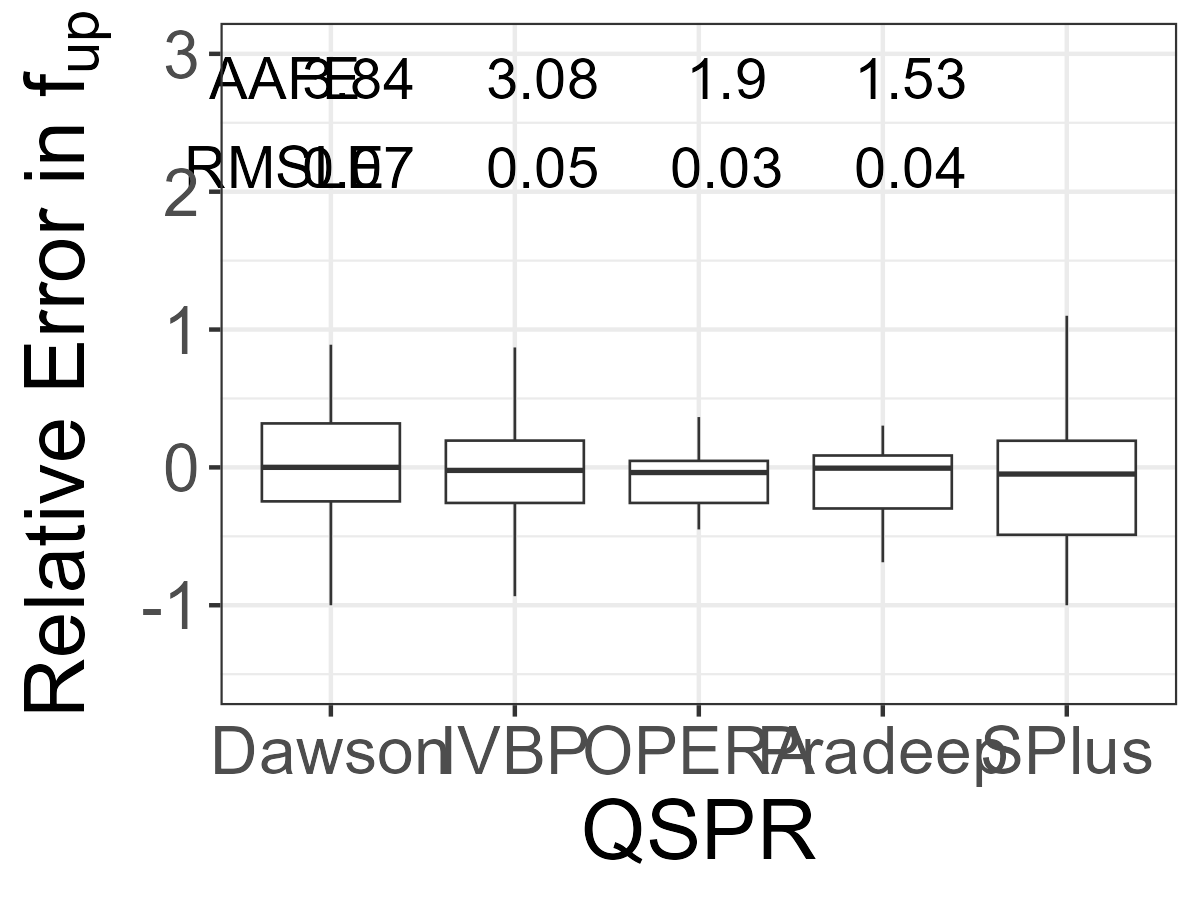 Relative Error in fup
3
AAFE 3.84 3.08 1.9 1.53
RMSLE 0.07 0.05 0.03 0.04
2
1
0
-1
Dawson IVBP OPERA Pradeep SPlus
QSPR